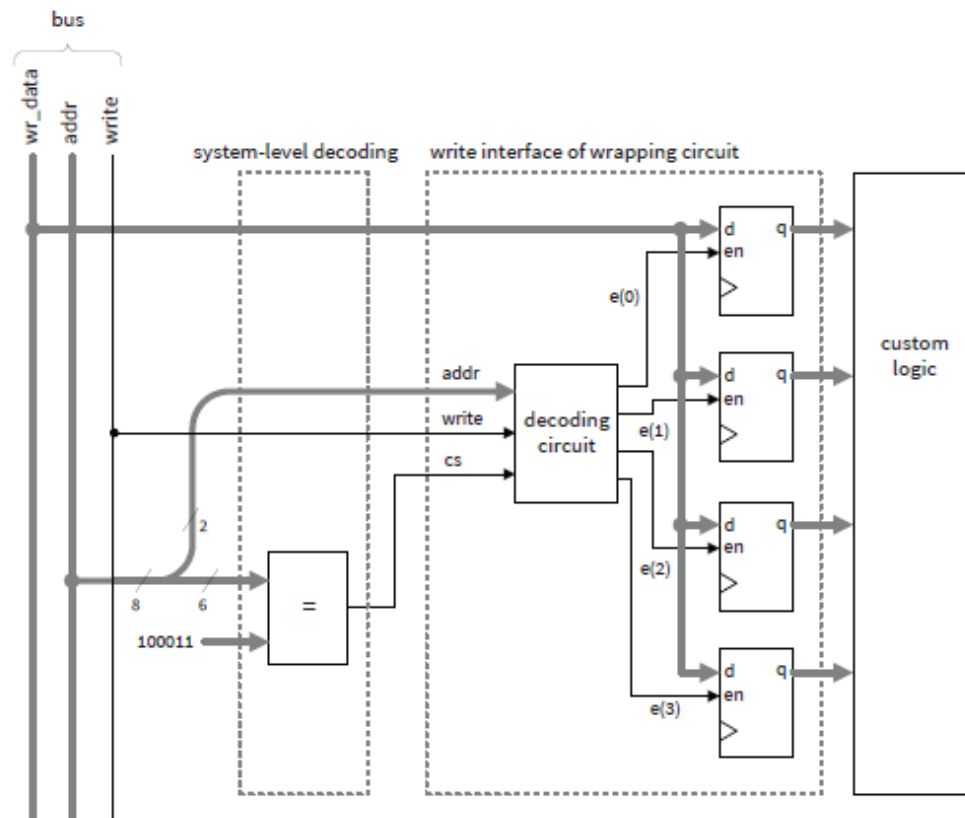 bus
wr_data
addr
write
system-level decoding
write interface of wrapping circuit
d
q
en
e(0)
custom
logic
addr
d
q
en
decoding
circuit
write
e(1)
cs
2
d
q
en
e(2)
=
8
6
100011
d
q
en
e(3)